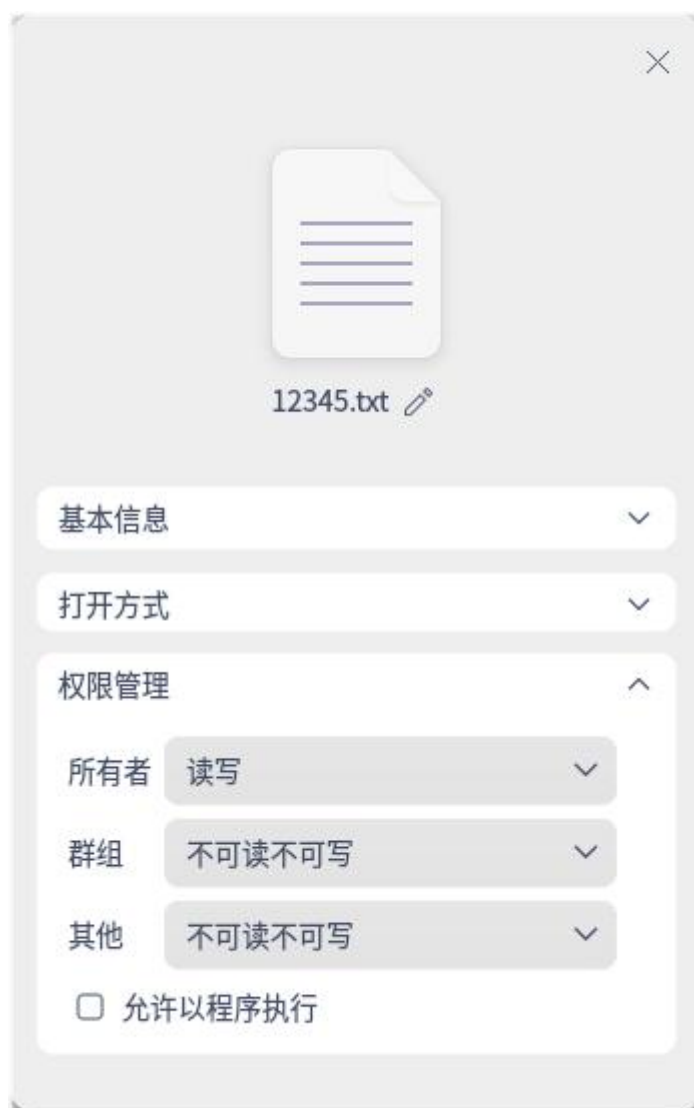 12345.txt
基本信息
打开方式
权限管理
所有者 读写
群组 不可读不可写
其他 不可读不可写
允许以程序执行